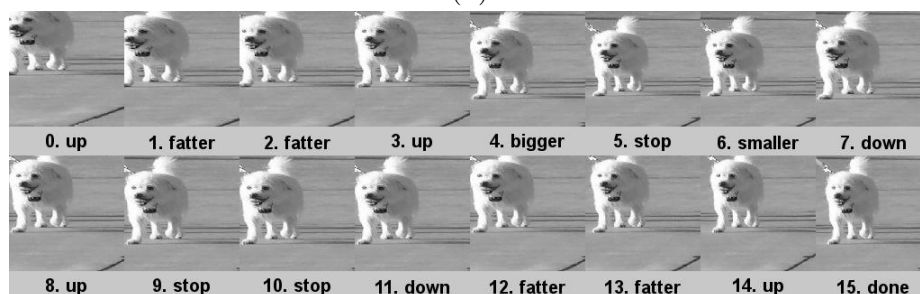 0. up 1. fatter 2. fatter 3. up 4. bigger 5. stop 6. smaller 7. down
8. up 9. stop 10. stop 11. down 12. fatter 13. fatter 14. up 15. done